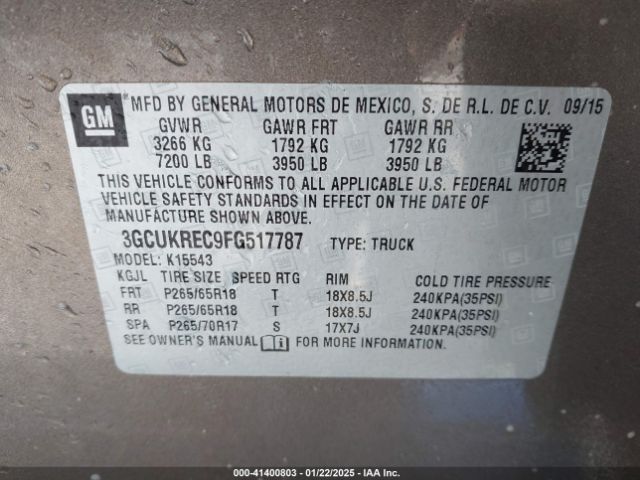 GM
MFD BY GENERAL MOTORS DE MEXICO, S. DE R.L. DE C.V. 09/15
GVWR GAWR FRT GAWR RR
3266 KG 1792 KG 1792 KG
7200 LB 3950 LB 3950 LB
THIS VEHICLE CONFORMS TO ALL APPLICABLE U.S. FEDERAL MOTOR
VEHICLE SAFETY STANDARDS IN EFFECT ON THE DATE OF
MANUFACTURE SHOWN ABOVE.
3GCUKREC9FG517787 TYPE: TRUCK
MODEL: K15543
KGJL TIRE SIZE SPEED RTG RIM COLD TIRE PRESSURE
FRT P265/65R18 T 18X8.5J 240KPA(35PSI)
RR P265/65R18 T 18X8.5J 240KPA(35PSI)
SPA P265/70R17 S 17X7J 240KPA(35PSI)
SEE OWNER'S MANUAL FOR MORE INFORMATION.
000-41400803 - 01/22/2025 - IAA Inc.